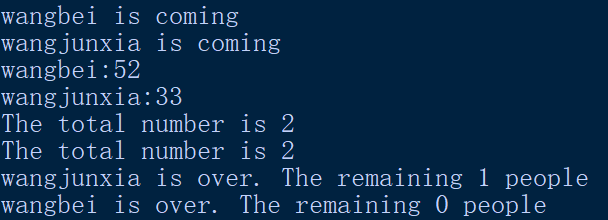 wangbei is coming
wangjunxia is coming
wangbei:52
wangjunxia:33
The total number is 2
The total number is 2
wangjunxia is over. The remaining 1 people
wangbei is over. The remaining 0 people